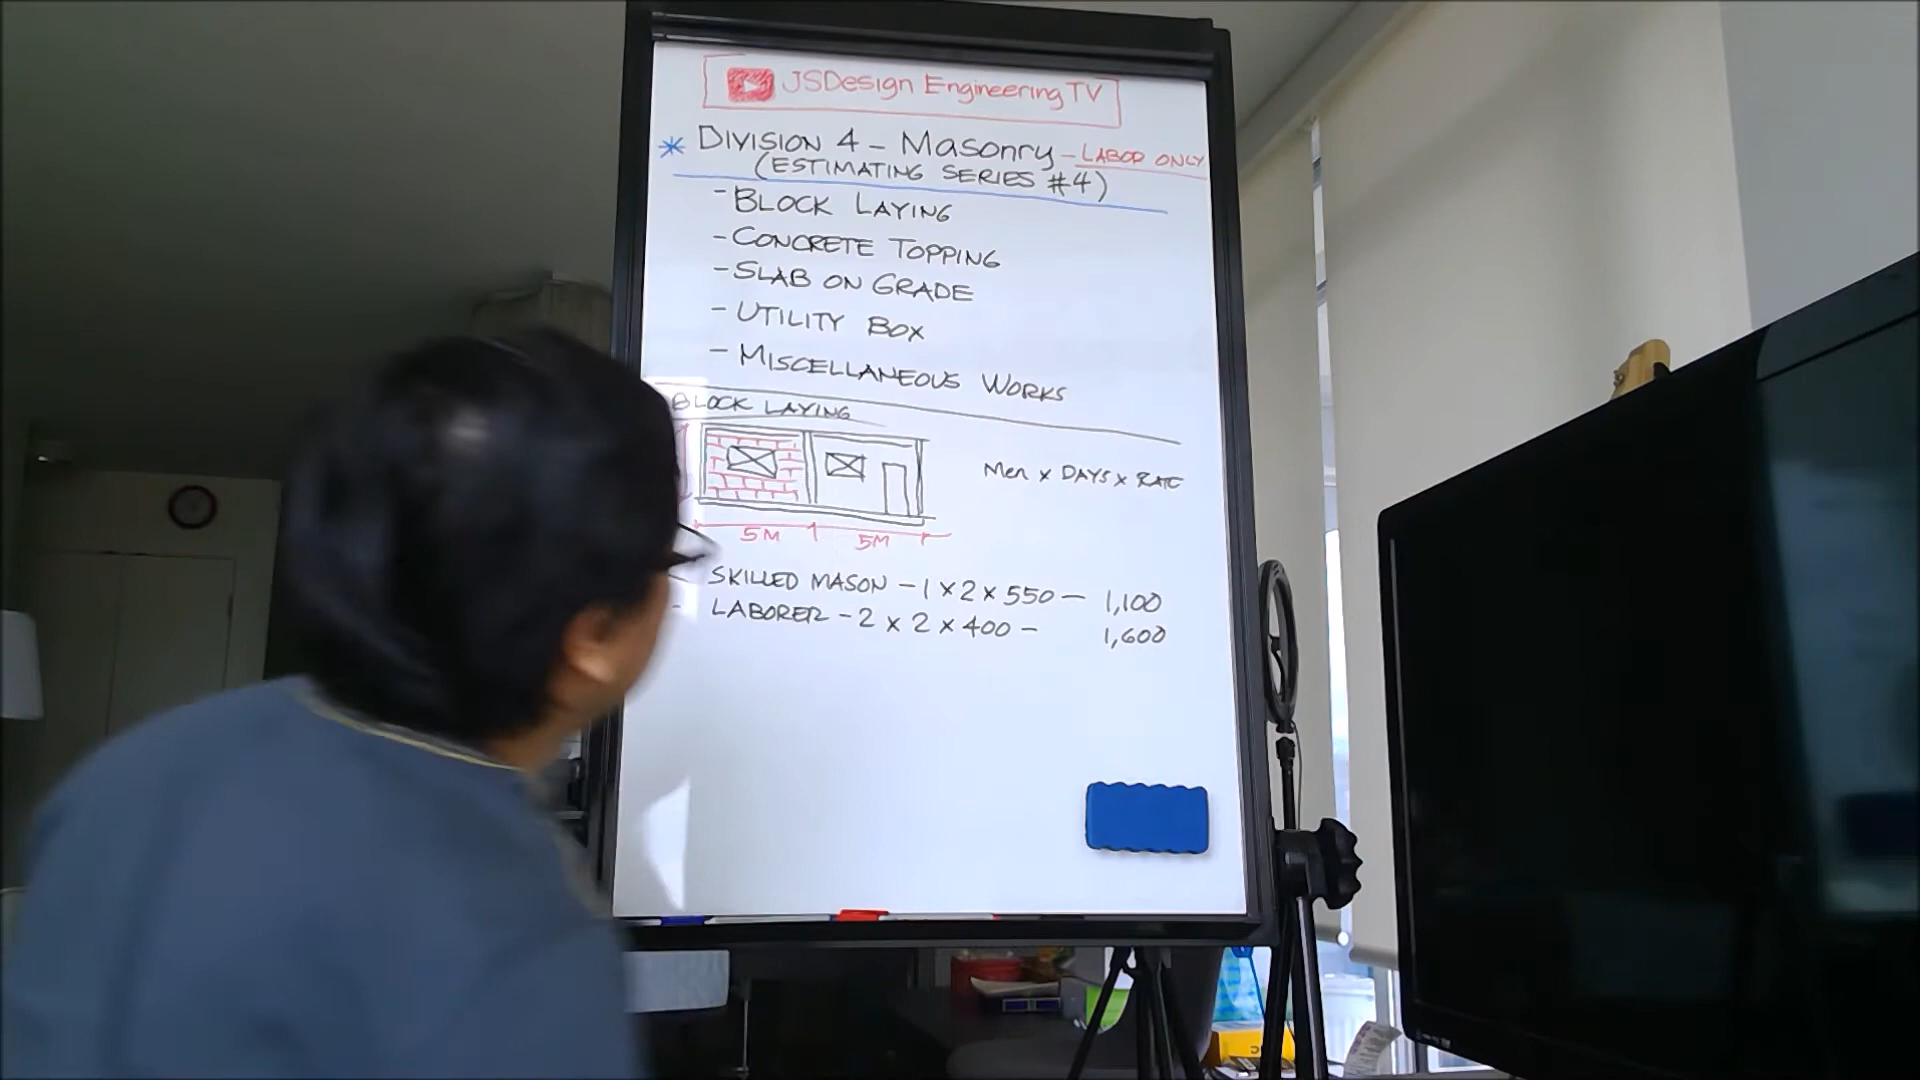 JSDesign Engineering TV
* DIVISION 4 - Masonry - LABOR ONLY
(ESTIMATING SERIES #4)
- BLOCK LAYING
- CONCRETE TOPPING
- SLAB ON GRADE
- UTILITY BOX
- MISCELLANEOUS WORKS
BLOCK LAYING
Men x DAYS x RATE
5M 5M
SKILLED MASON - 1 x 2 x 550 - 1,100
- LABORER - 2 x 2 x 400 - 1,600